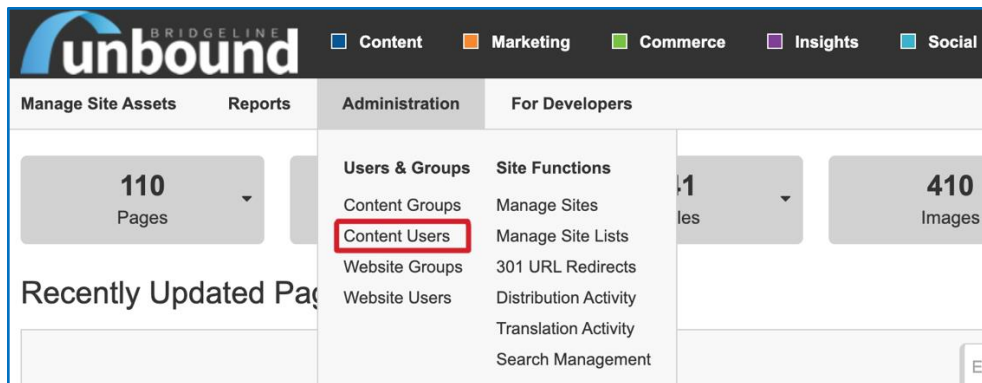 BRIDGELINE
unbound
Content Marketing Commerce Insights Social
Manage Site Assets Reports Administration For Developers
110
Pages
41
410
Images
Users & Groups
Content Groups
Content Users
Website Groups
Website Users
Site Functions
Manage Sites
Manage Site Lists
301 URL Redirects
Distribution Activity
Translation Activity
Search Management
Recently Updated